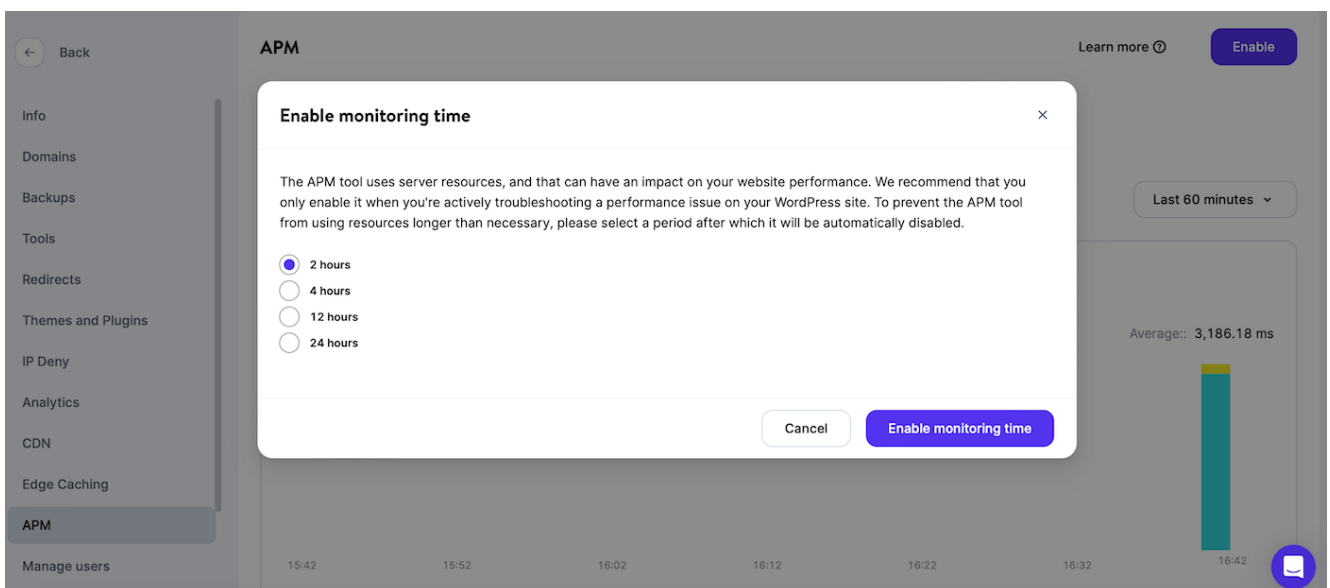 Back
APM
Learn more
Enable
Info
Domains
Backups
Tools
Redirects
Themes and Plugins
IP Deny
Analytics
CDN
Edge Caching
APM
Manage users
Enable monitoring time
The APM tool uses server resources, and that can have an impact on your website performance. We recommend that you
only enable it when you're actively troubleshooting a performance issue on your WordPress site. To prevent the APM tool
from using resources longer than necessary, please select a period after which it will be automatically disabled.
2 hours
4 hours
12 hours
24 hours
Cancel
Enable monitoring time
Last 60 minutes
Average:: 3,186.18 ms
15:42 15:52 16:02 16:12 16:22 16:32 16:42